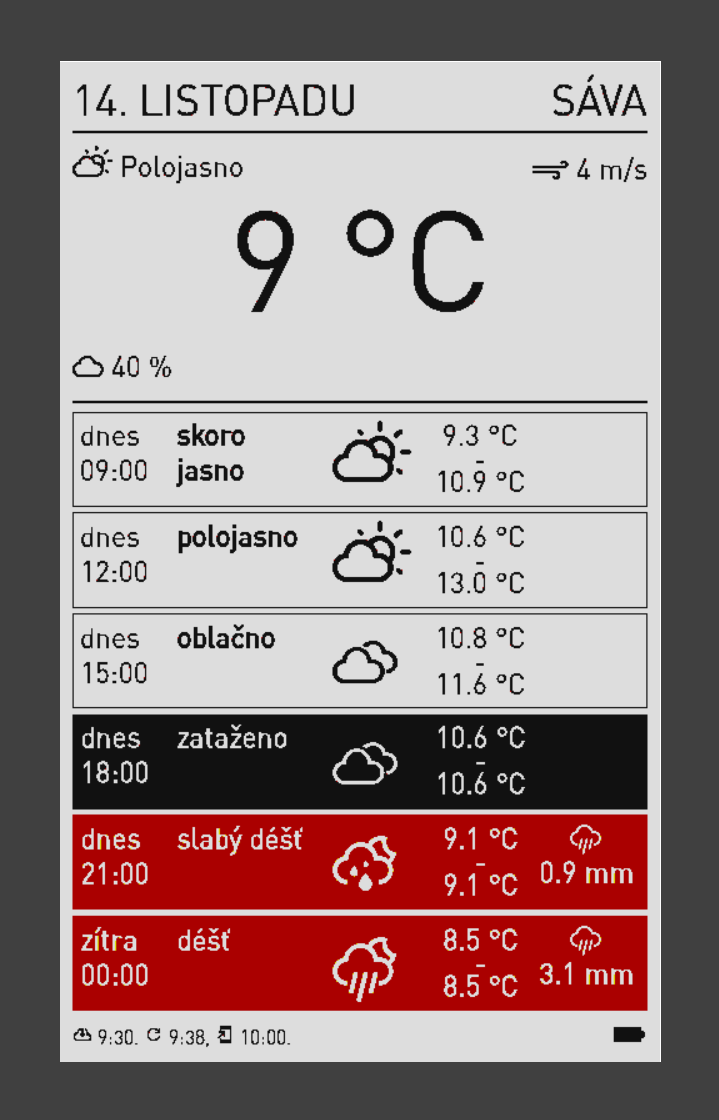 14. LISTOPADU SÁVA
Polojasno 4 m/s
9 °C
40 %
dnes skoro 9.3 °C
09:00 jasno – 10.9 °C
dnes polojasno 10.6 °C
12:00 – 13.0 °C
dnes oblačno 10.8 °C
15:00 – 11.6 °C
dnes zataženo 10.6 °C
18:00 – 10.6 °C
dnes slabý déšť 9.1 °C
21:00 – 9.1 °C 0.9 mm
zítra déšť 8.5 °C
00:00 – 8.5 °C 3.1 mm
9:30. 9:38, 10:00.